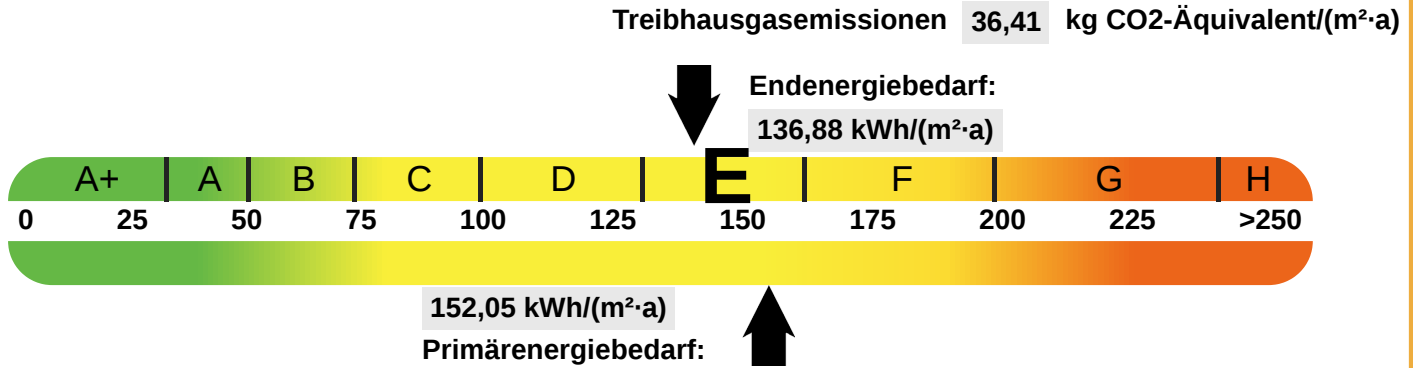 Treibhausgasemissionen 36,41 kg CO2-Äquivalent/(m²·a)
Endenergiebedarf:
136,88 kWh/(m²·a)
A+ A B C D E F G H
0 25 50 75 100 125 150 175 200 225 >250
152,05 kWh/(m²·a)
Primärenergiebedarf: